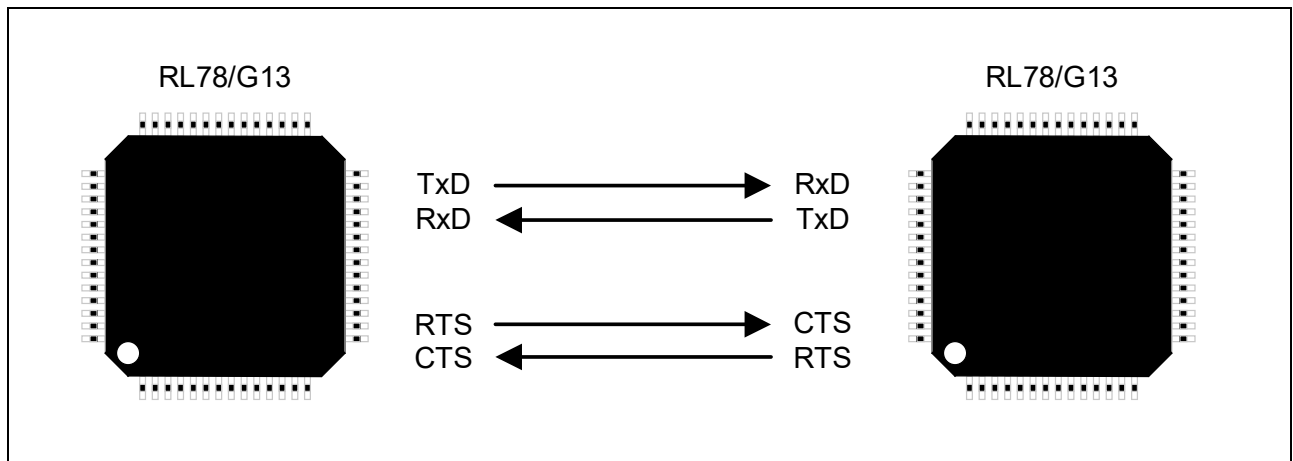 RL78/G13 RL78/G13
TxD RxD
RxD TxD
RTS CTS
CTS RTS